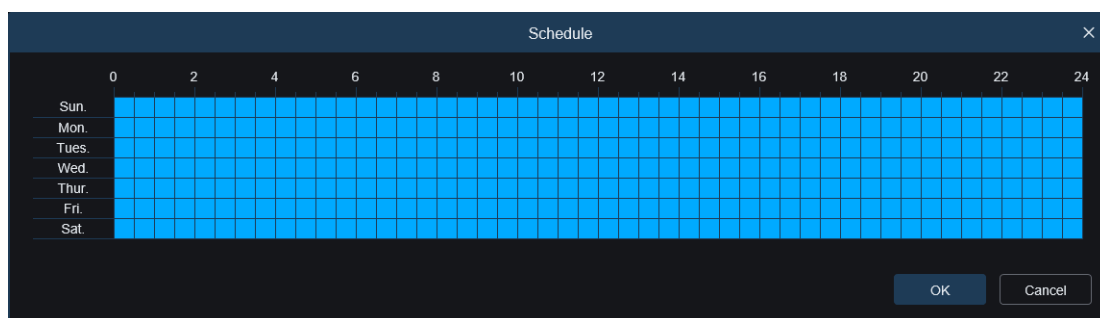 Schedule
0 2 4 6 8 10 12 14 16 18 20 22 24
Sun.
Mon.
Tues.
Wed.
Thur.
Fri.
Sat.
OK Cancel